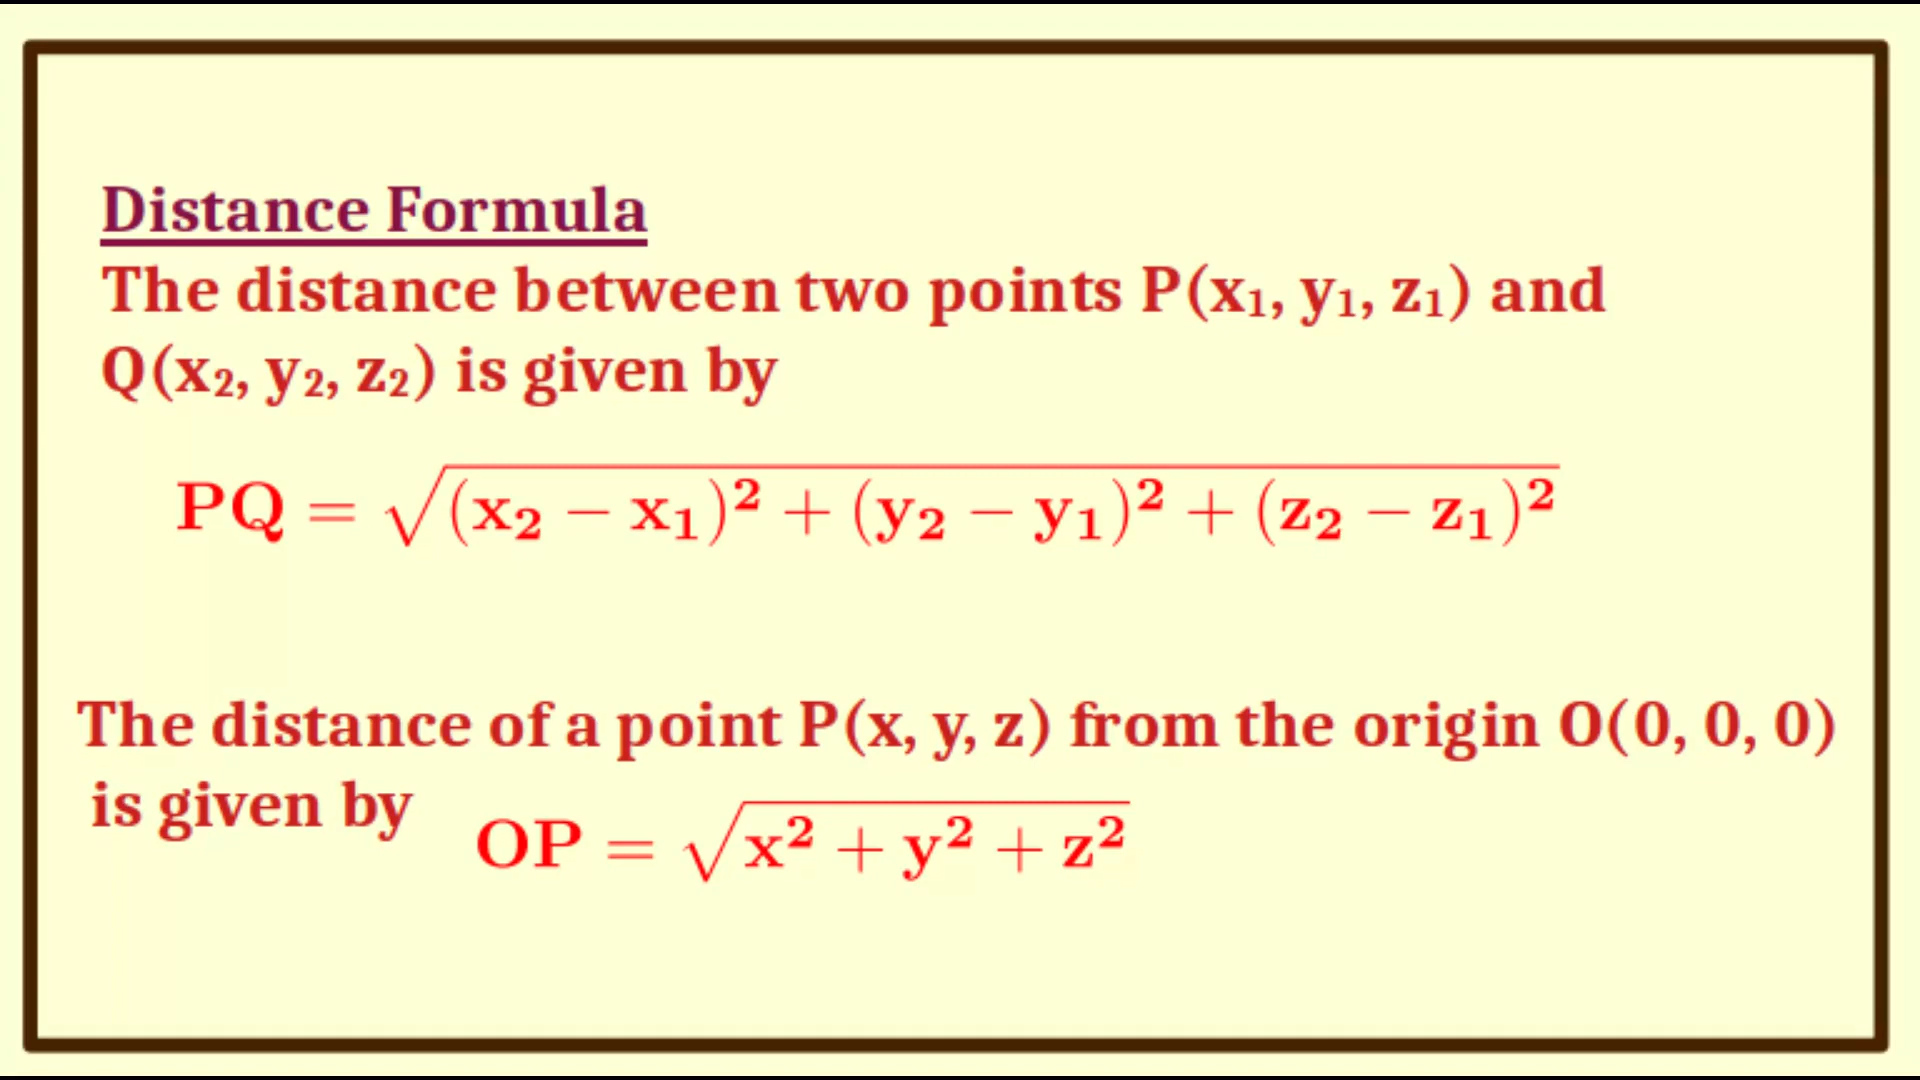 Distance Formula
The distance between two points P(x₁, y₁, z₁) and
Q(x₂, y₂, z₂) is given by
PQ = √(x₂ − x₁)² + (y₂ − y₁)² + (z₂ − z₁)²
The distance of a point P(x, y, z) from the origin O(0, 0, 0)
is given by OP = √x² + y² + z²